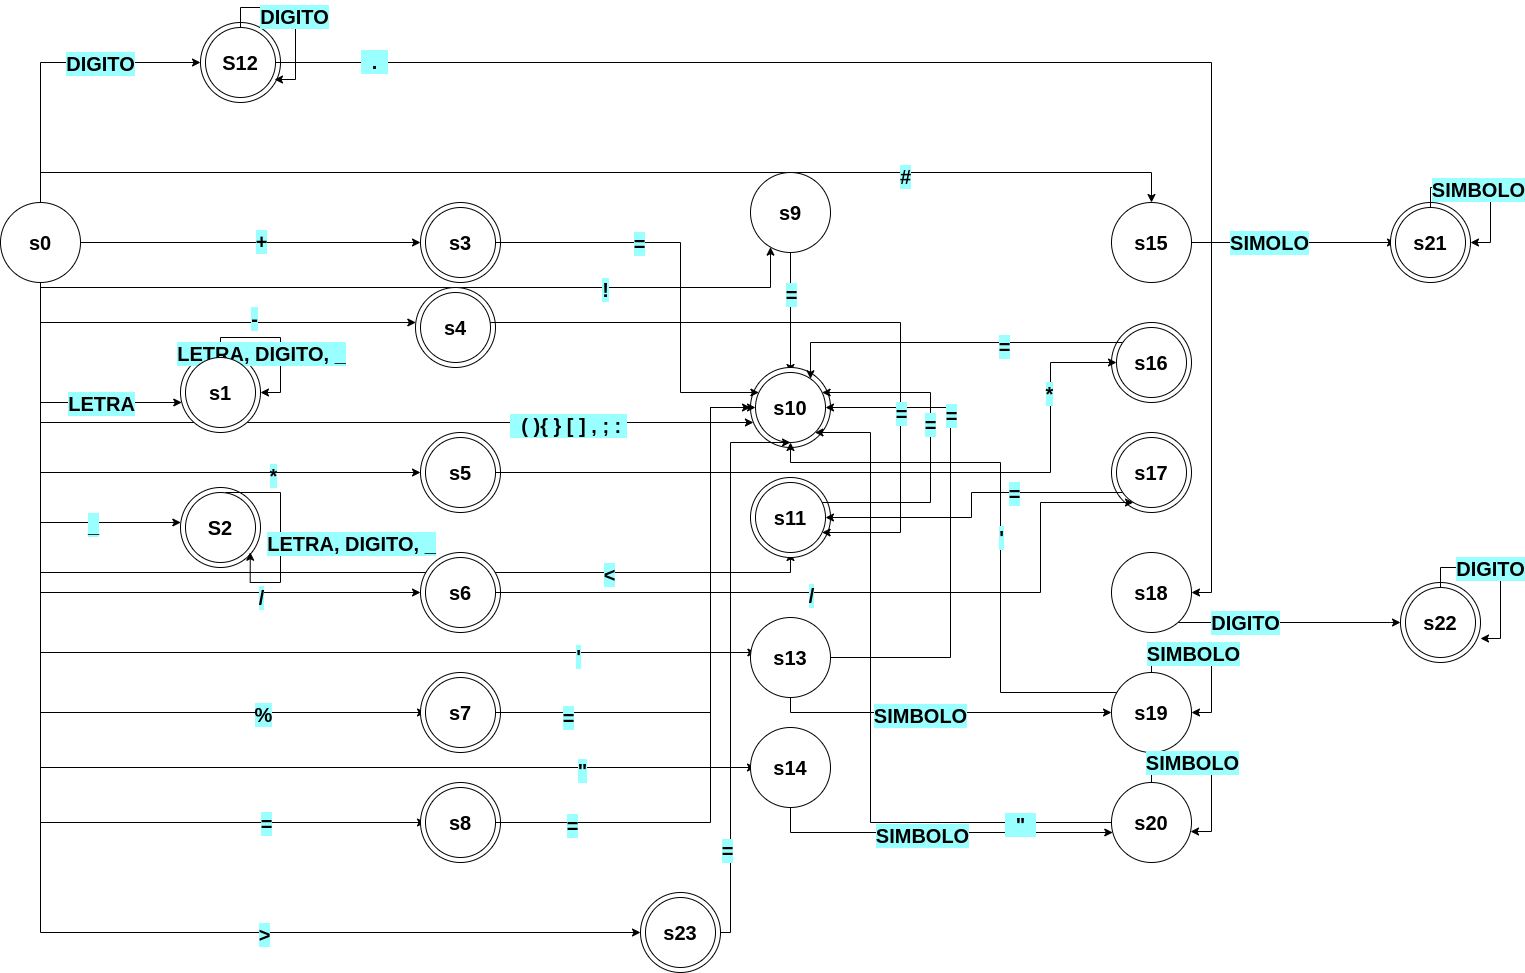 DIGITO
DIGITO
S12
.
#
SIMBOLO
s0
+
s3
=
s9
s15
SIMOLO
s21
!
=
-
s4
LETRA, DIGITO, _
=
s16
s1
LETRA
*
s10
=
=
=
( ){ } [ ] , ; :
*
s5
s17
_
S2
s11
=
LETRA, DIGITO, _
'
<
DIGITO
/
s6
/
s18
DIGITO
s22
'
s13
SIMBOLO
%
s7
=
SIMBOLO
s19
"
s14
SIMBOLO
=
s8
=
SIMBOLO
"
s20
=
>
s23